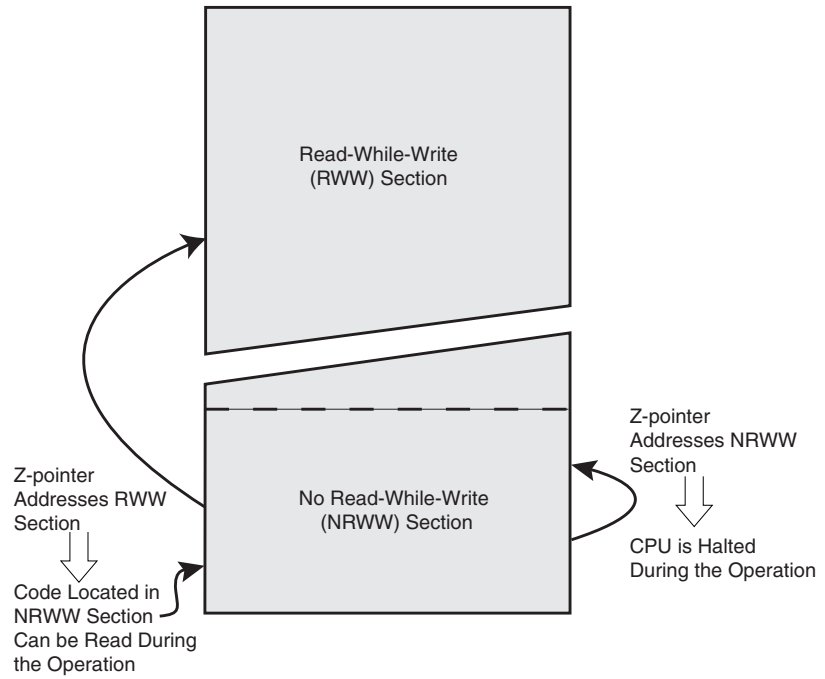 Read-While-Write
(RWW) Section
Z-pointer
Addresses NRWW
Section
Z-pointer
Addresses RWW
Section
No Read-While-Write
(NRWW) Section
CPU is Halted
During the Operation
Code Located in
NRWW Section
Can be Read During
the Operation